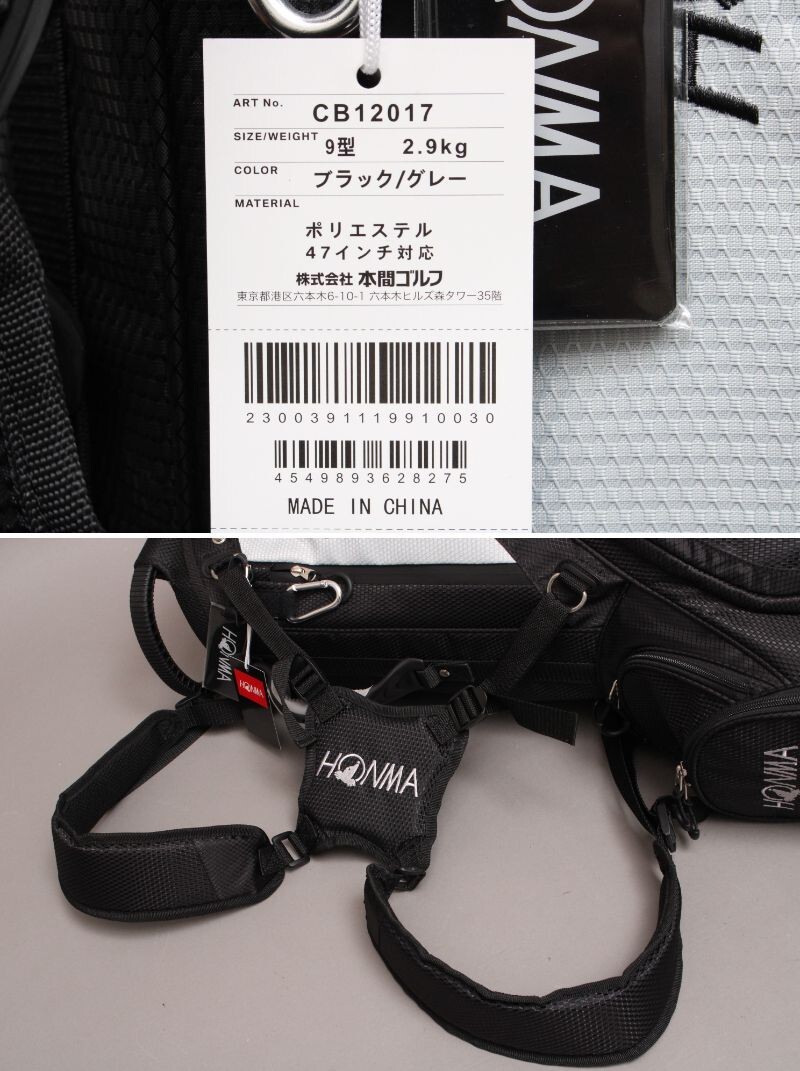 ART No. CB12017
SIZE/WEIGHT 9型 2.9kg
COLOR ブラック/グレー
MATERIAL
ポリエステル
47インチ対応
株式会社 本間ゴルフ
東京都港区六本木6-10-1 六本木ヒルズ森タワー35階
2300391119910030
4549893628275
MADE IN CHINA
HONMA
HONMA
HONMA
HONMA
HONMA